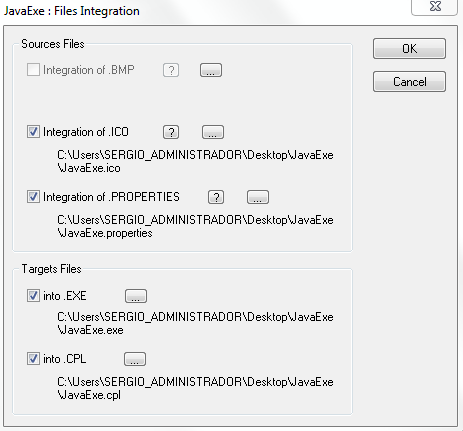 JavaExe : Files Integration
Sources Files
OK
Integration of .BMP ? ...
Cancel
Integration of .ICO ? ...
C:\Users\SERGIO_ADMINISTRADOR\Desktop\JavaExe
\JavaExe.ico
Integration of .PROPERTIES ? ...
C:\Users\SERGIO_ADMINISTRADOR\Desktop\JavaExe
\JavaExe.properties
Targets Files
into .EXE ...
C:\Users\SERGIO_ADMINISTRADOR\Desktop\JavaExe
\JavaExe.exe
into .CPL ...
C:\Users\SERGIO_ADMINISTRADOR\Desktop\JavaExe
\JavaExe.cpl